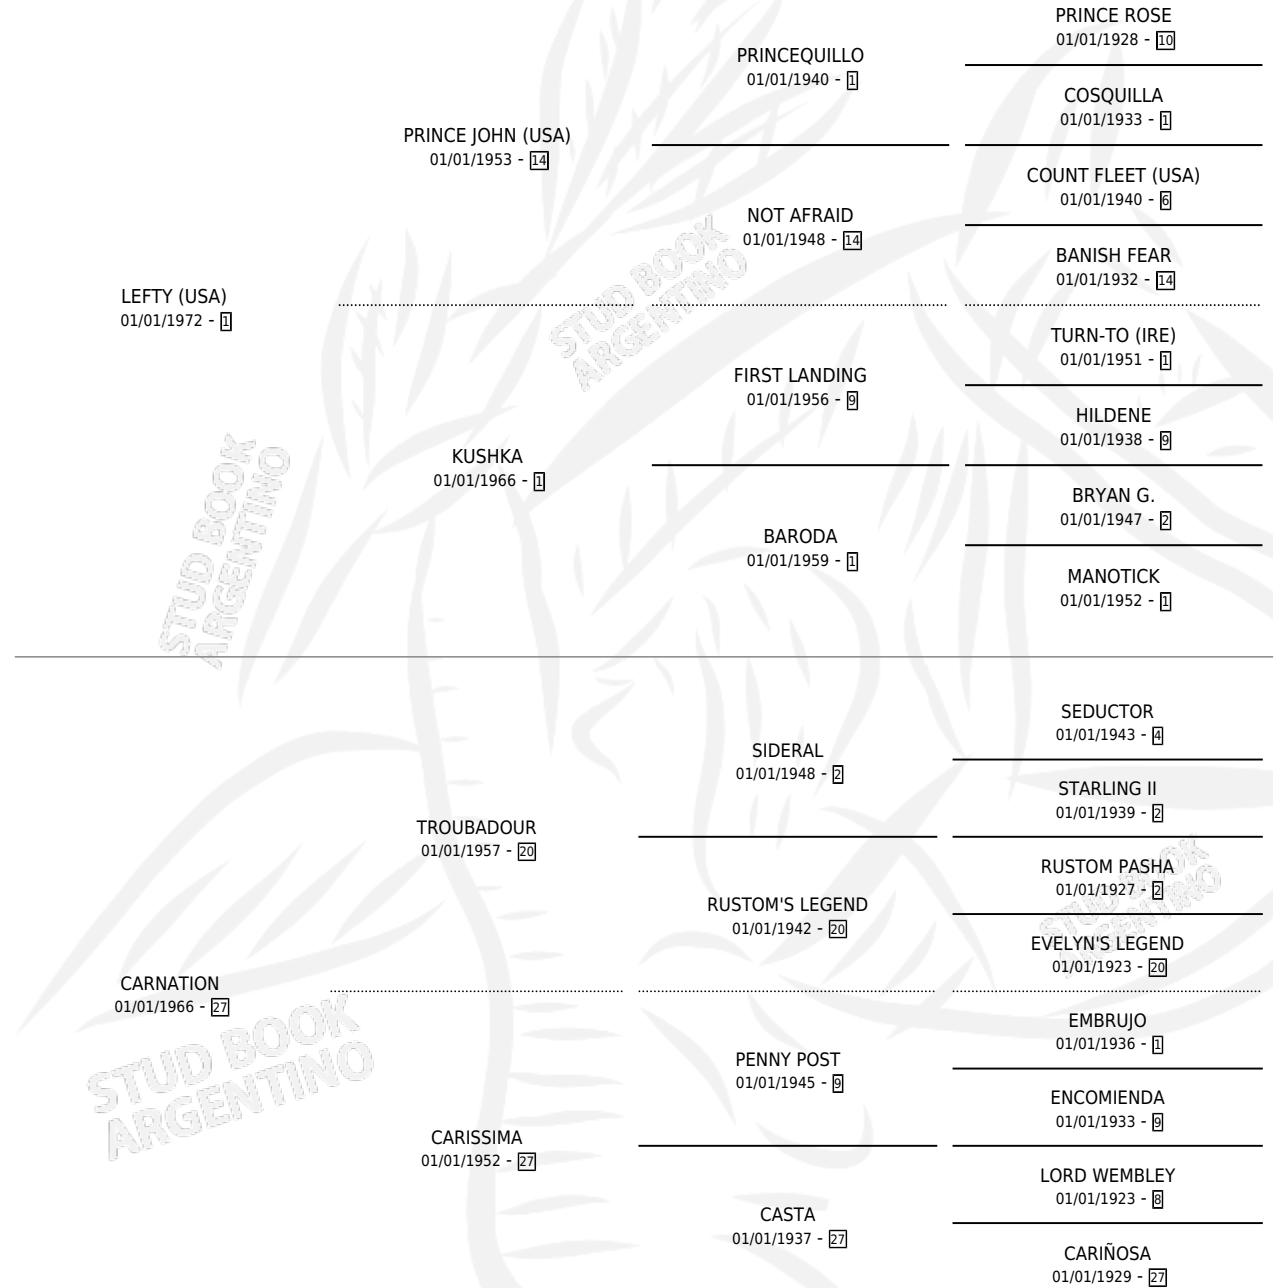 PRINCE ROSE
01/01/1928 - 10
PRINCEQUILLO
01/01/1940 - 1
COSQUILLA
01/01/1933 - 1
PRINCE JOHN (USA)
01/01/1953 - 14
COUNT FLEET (USA)
01/01/1940 - 6
NOT AFRAID
01/01/1948 - 14
BANISH FEAR
01/01/1932 - 14
LEFTY (USA)
01/01/1972 - 1
TURN-TO (IRE)
01/01/1951 - 1
FIRST LANDING
01/01/1956 - 9
HILDENE
01/01/1938 - 9
KUSHKA
01/01/1966 - 1
BRYAN G.
01/01/1947 - 2
BARODA
01/01/1959 - 1
MANOTICK
01/01/1952 - 1
SEDUCTOR
01/01/1943 - 4
SIDERAL
01/01/1948 - 2
STARLING II
01/01/1939 - 2
TROUBADOUR
01/01/1957 - 20
RUSTOM PASHA
01/01/1927 - 2
RUSTOM'S LEGEND
01/01/1942 - 20
EVELYN'S LEGEND
01/01/1923 - 20
CARNATION
01/01/1966 - 27
EMBRUJO
01/01/1936 - 1
PENNY POST
01/01/1945 - 9
ENCOMIENDA
01/01/1933 - 9
CARISSIMA
01/01/1952 - 27
LORD WEMBLEY
01/01/1923 - 8
CASTA
01/01/1937 - 27
CARIÑOSA
01/01/1929 - 27
STUD BOOK
ARGENTINO
STUD BOOK
ARGENTINO
STUD BOOK
ARGENTINO
STUD BOOK
ARGENTINO